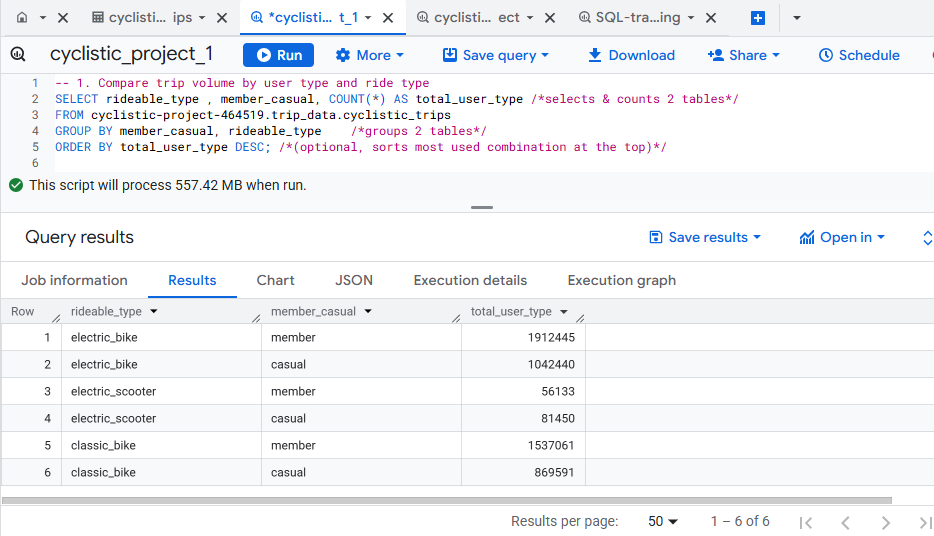 cyclistic ... ips
*cyclisti... t_1
cyclisti... ect
SQL-tra...ing
cyclistic_project_1
Run
More
Save query
Download
Share
Schedule
1 -- 1. Compare trip volume by user type and ride type
2 SELECT rideable_type , member_casual, COUNT(*) AS total_user_type /*selects & counts 2 tables*/
3 FROM cyclistic-project-464519.trip_data.cyclistic_trips
4 GROUP BY member_casual, rideable_type /*groups 2 tables*/
5 ORDER BY total_user_type DESC; /*(optional, sorts most used combination at the top)*/
6
This script will process 557.42 MB when run.
Query results
Save results
Open in
Job information Results Chart JSON Execution details Execution graph
Row rideable_type member_casual total_user_type
1 electric_bike member 1912445
2 electric_bike casual 1042440
3 electric_scooter member 56133
4 electric_scooter casual 81450
5 classic_bike member 1537061
6 classic_bike casual 869591
Results per page: 50 1 – 6 of 6